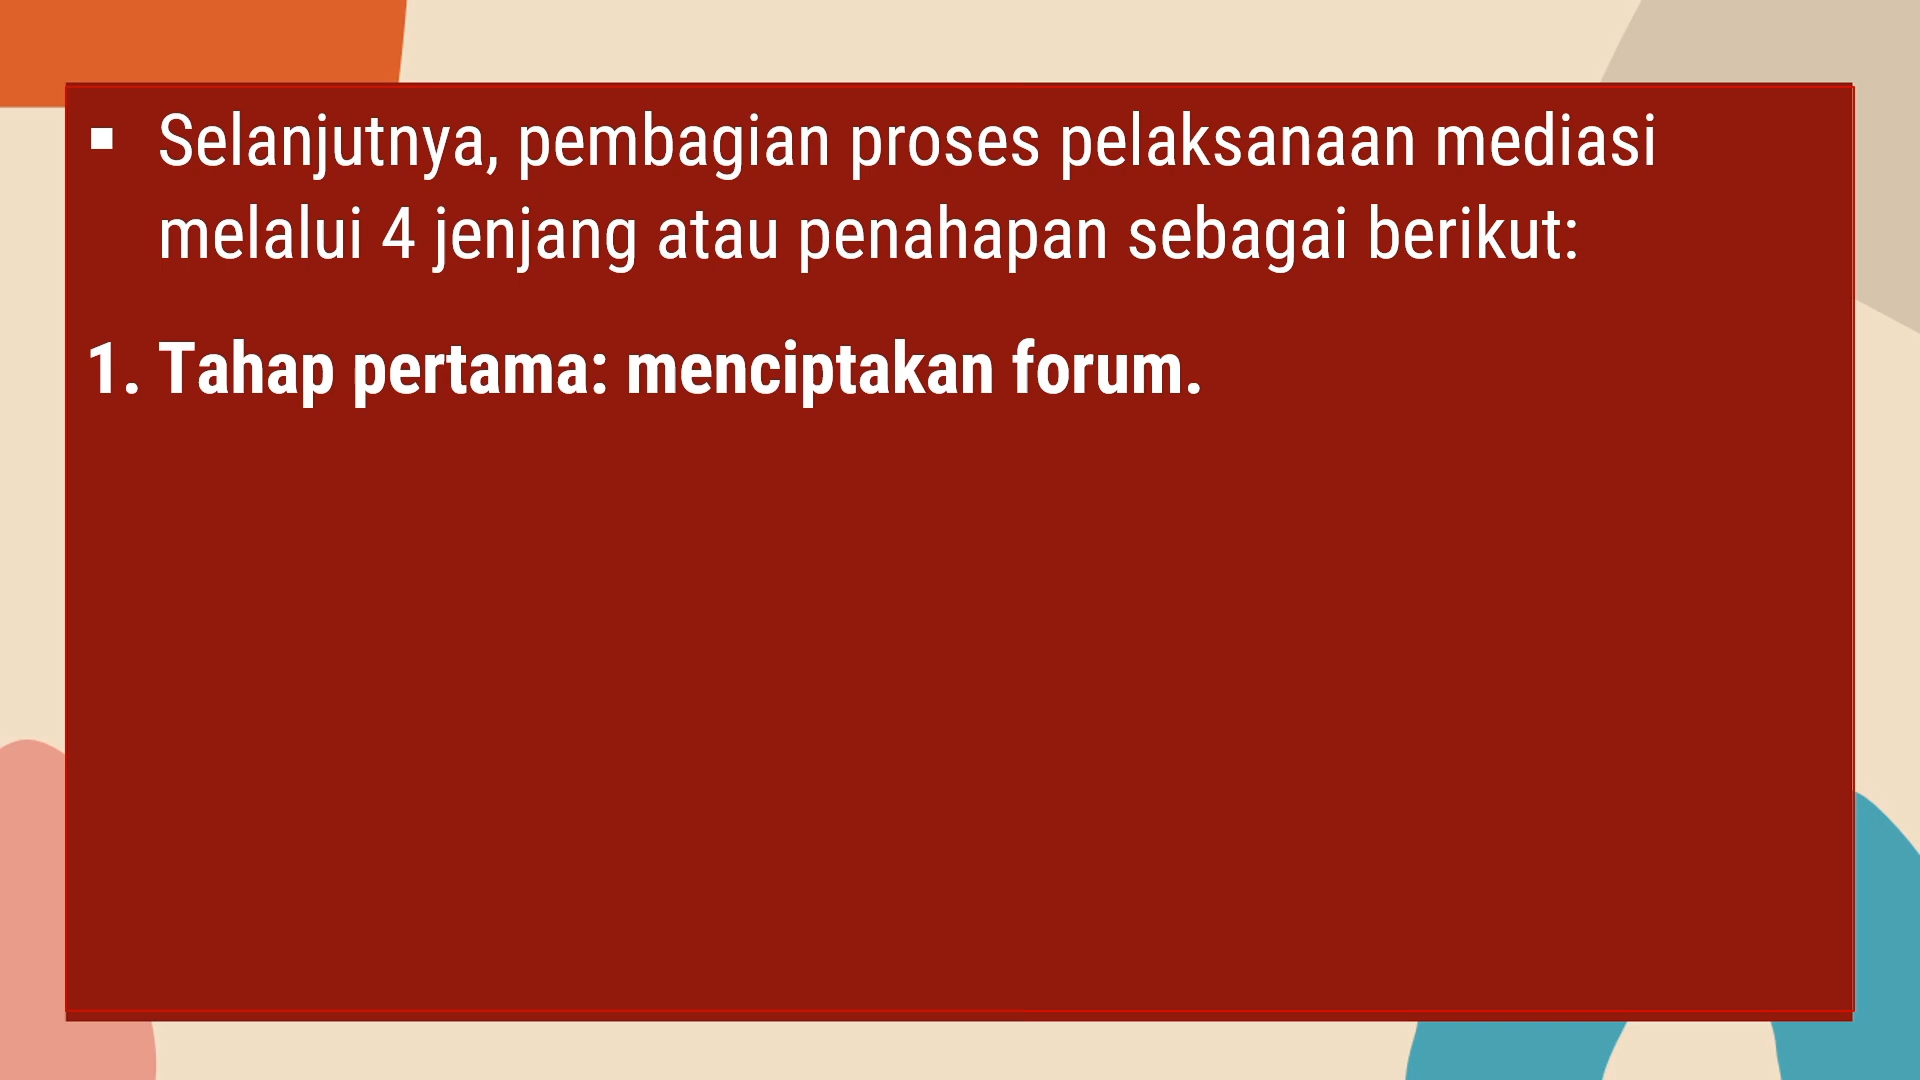 ▪ Selanjutnya, pembagian proses pelaksanaan mediasi
melalui 4 jenjang atau penahapan sebagai berikut:
1. Tahap pertama: menciptakan forum.